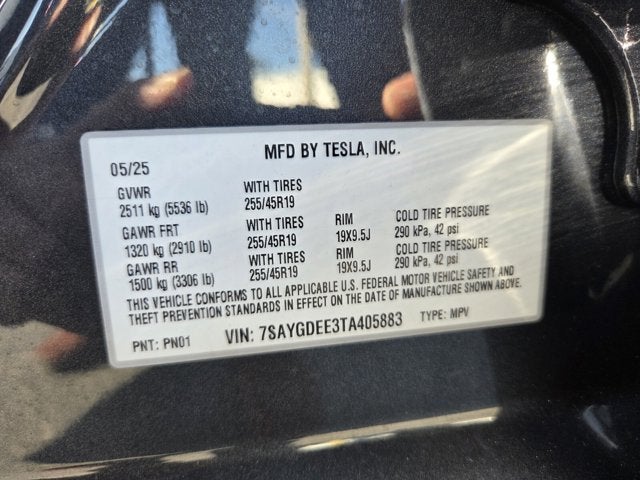 MFD BY TESLA, INC.
05/25
GVWR WITH TIRES
2511 kg (5536 lb) 255/45R19
GAWR FRT WITH TIRES RIM COLD TIRE PRESSURE
1320 kg (2910 lb) 255/45R19 19X9.5J 290 kPa, 42 psi
GAWR RR WITH TIRES RIM COLD TIRE PRESSURE
1500 kg (3306 lb) 255/45R19 19X9.5J 290 kPa, 42 psi
THIS VEHICLE CONFORMS TO ALL APPLICABLE U.S. FEDERAL MOTOR VEHICLE SAFETY AND
THEFT PREVENTION STANDARDS IN EFFECT ON THE DATE OF MANUFACTURE SHOWN ABOVE.
PNT: PN01 VIN: 7SAYGDEE3TA405883 TYPE: MPV